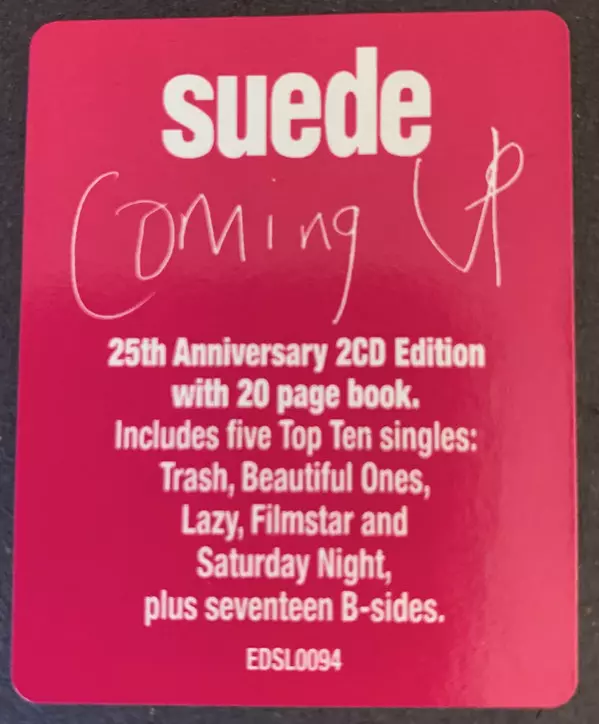 suede
Coming Up
25th Anniversary 2CD Edition
with 20 page book.
Includes five Top Ten singles:
Trash, Beautiful Ones,
Lazy, Filmstar and
Saturday Night,
plus seventeen B-sides.
EDSL0094